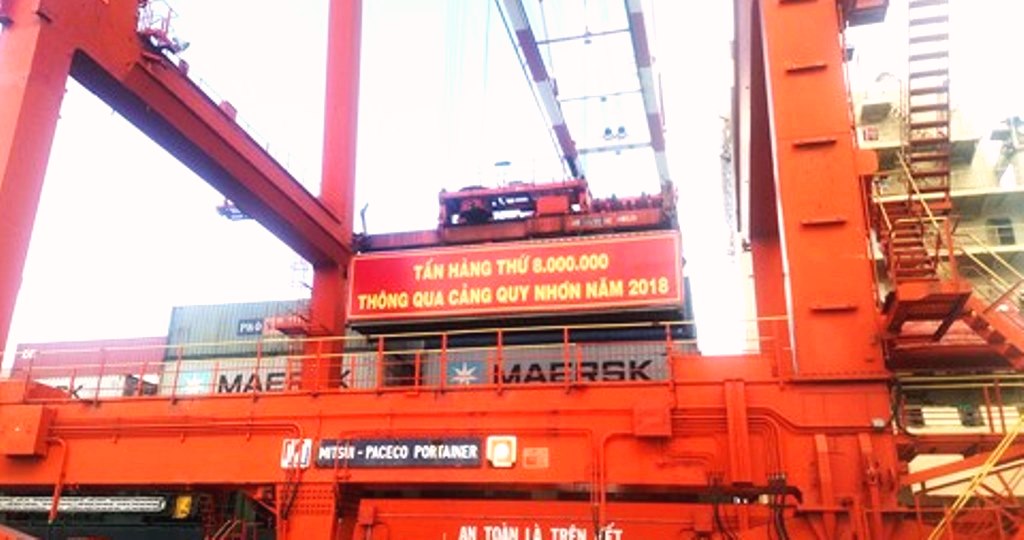 TẤN HÀNG THỨ 8.000.000
THÔNG QUA CẢNG QUY NHƠN NĂM 2018
P&O
MAERSK
MAERSK
MITSUI - PACECO PORTAINER
AN TOÀN LÀ TRÊN HẾT